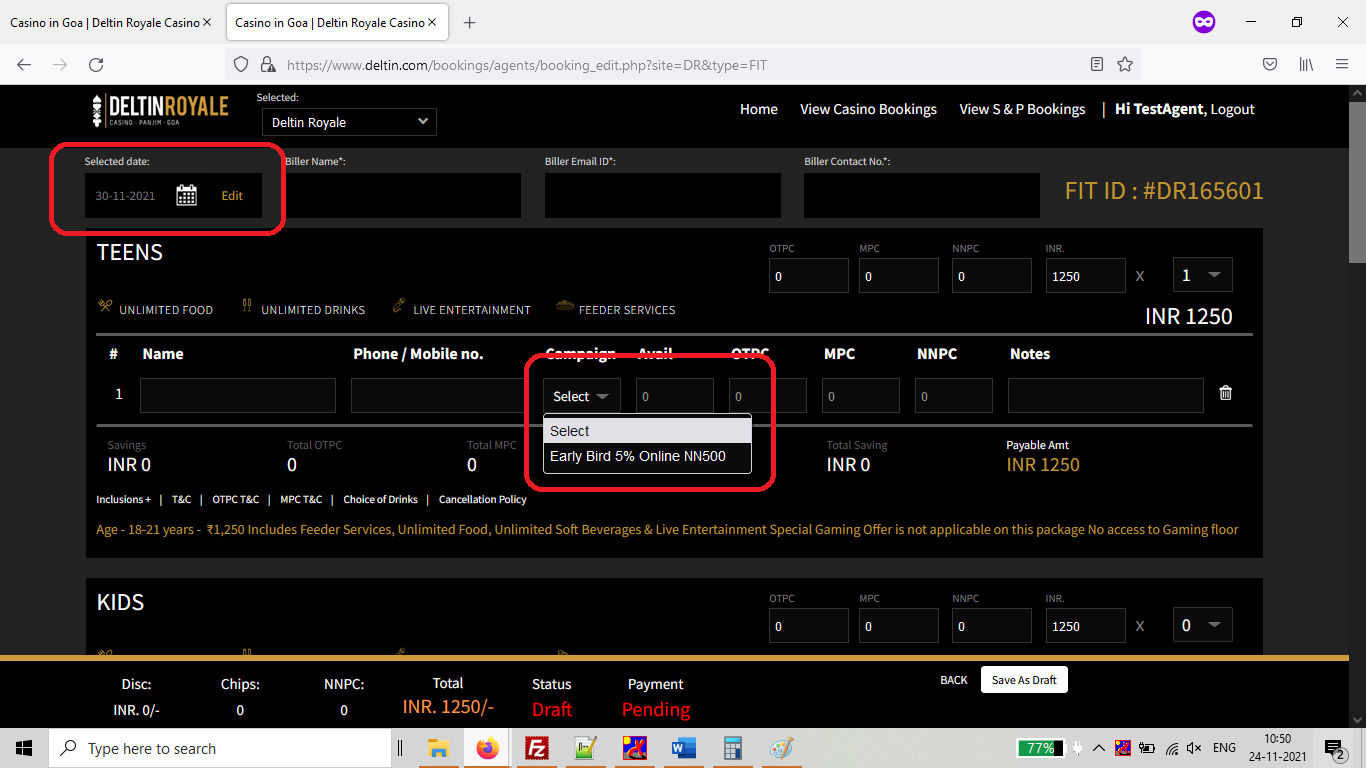 Casino in Goa | Deltin Royale Casino
Casino in Goa | Deltin Royale Casino
https://www.deltin.com/bookings/agents/booking_edit.php?site=DR&type=FIT
DELTINROYALE
CASINO · PANJIM · GOA
Selected:
Deltin Royale
Home
View Casino Bookings
View S & P Bookings
|
Hi TestAgent, Logout
Selected date:
Biller Name*:
Biller Email ID*:
Biller Contact No.*:
30-11-2021
Edit
FIT ID : #DR165601
TEENS
OTPC
MPC
NNPC
INR.
0
0
0
1250
X
1
UNLIMITED FOOD
UNLIMITED DRINKS
LIVE ENTERTAINMENT
FEEDER SERVICES
INR 1250
#
Name
Phone / Mobile no.
Campaign
Avail
OTPC
MPC
NNPC
Notes
1
Select
0
0
0
0
Select
Early Bird 5% Online NN500
Savings
Total OTPC
Total MPC
Total Saving
Payable Amt
INR 0
0
0
INR 0
INR 1250
Inclusions + | T&C | OTPC T&C | MPC T&C | Choice of Drinks | Cancellation Policy
Age - 18-21 years - ₹1,250 Includes Feeder Services, Unlimited Food, Unlimited Soft Beverages & Live Entertainment Special Gaming Offer is not applicable on this package No access to Gaming floor
KIDS
OTPC
MPC
NNPC
INR.
0
0
0
1250
X
0
Disc:
Chips:
NNPC:
Total
Status
Payment
BACK
Save As Draft
INR. 0/-
0
0
INR. 1250/-
Draft
Pending
Type here to search
77%
ENG
10:50
24-11-2021
2